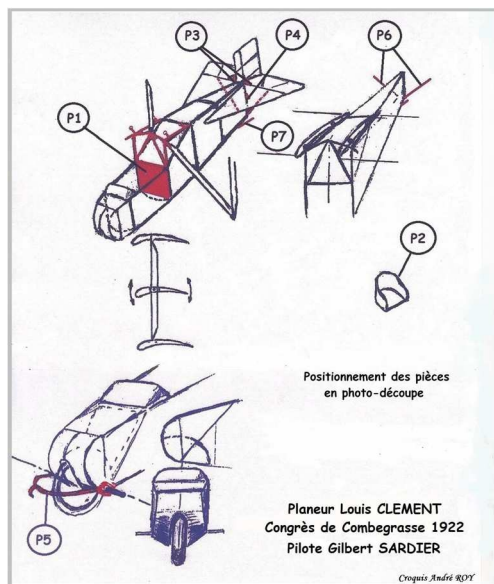 P3
P4
P6
P1
P7
P2
Positionnement des pièces
en photo-découpe
P5
Planeur Louis CLEMENT
Congrès de Combegrasse 1922
Pilote Gilbert SARDIER
Croquis André ROY